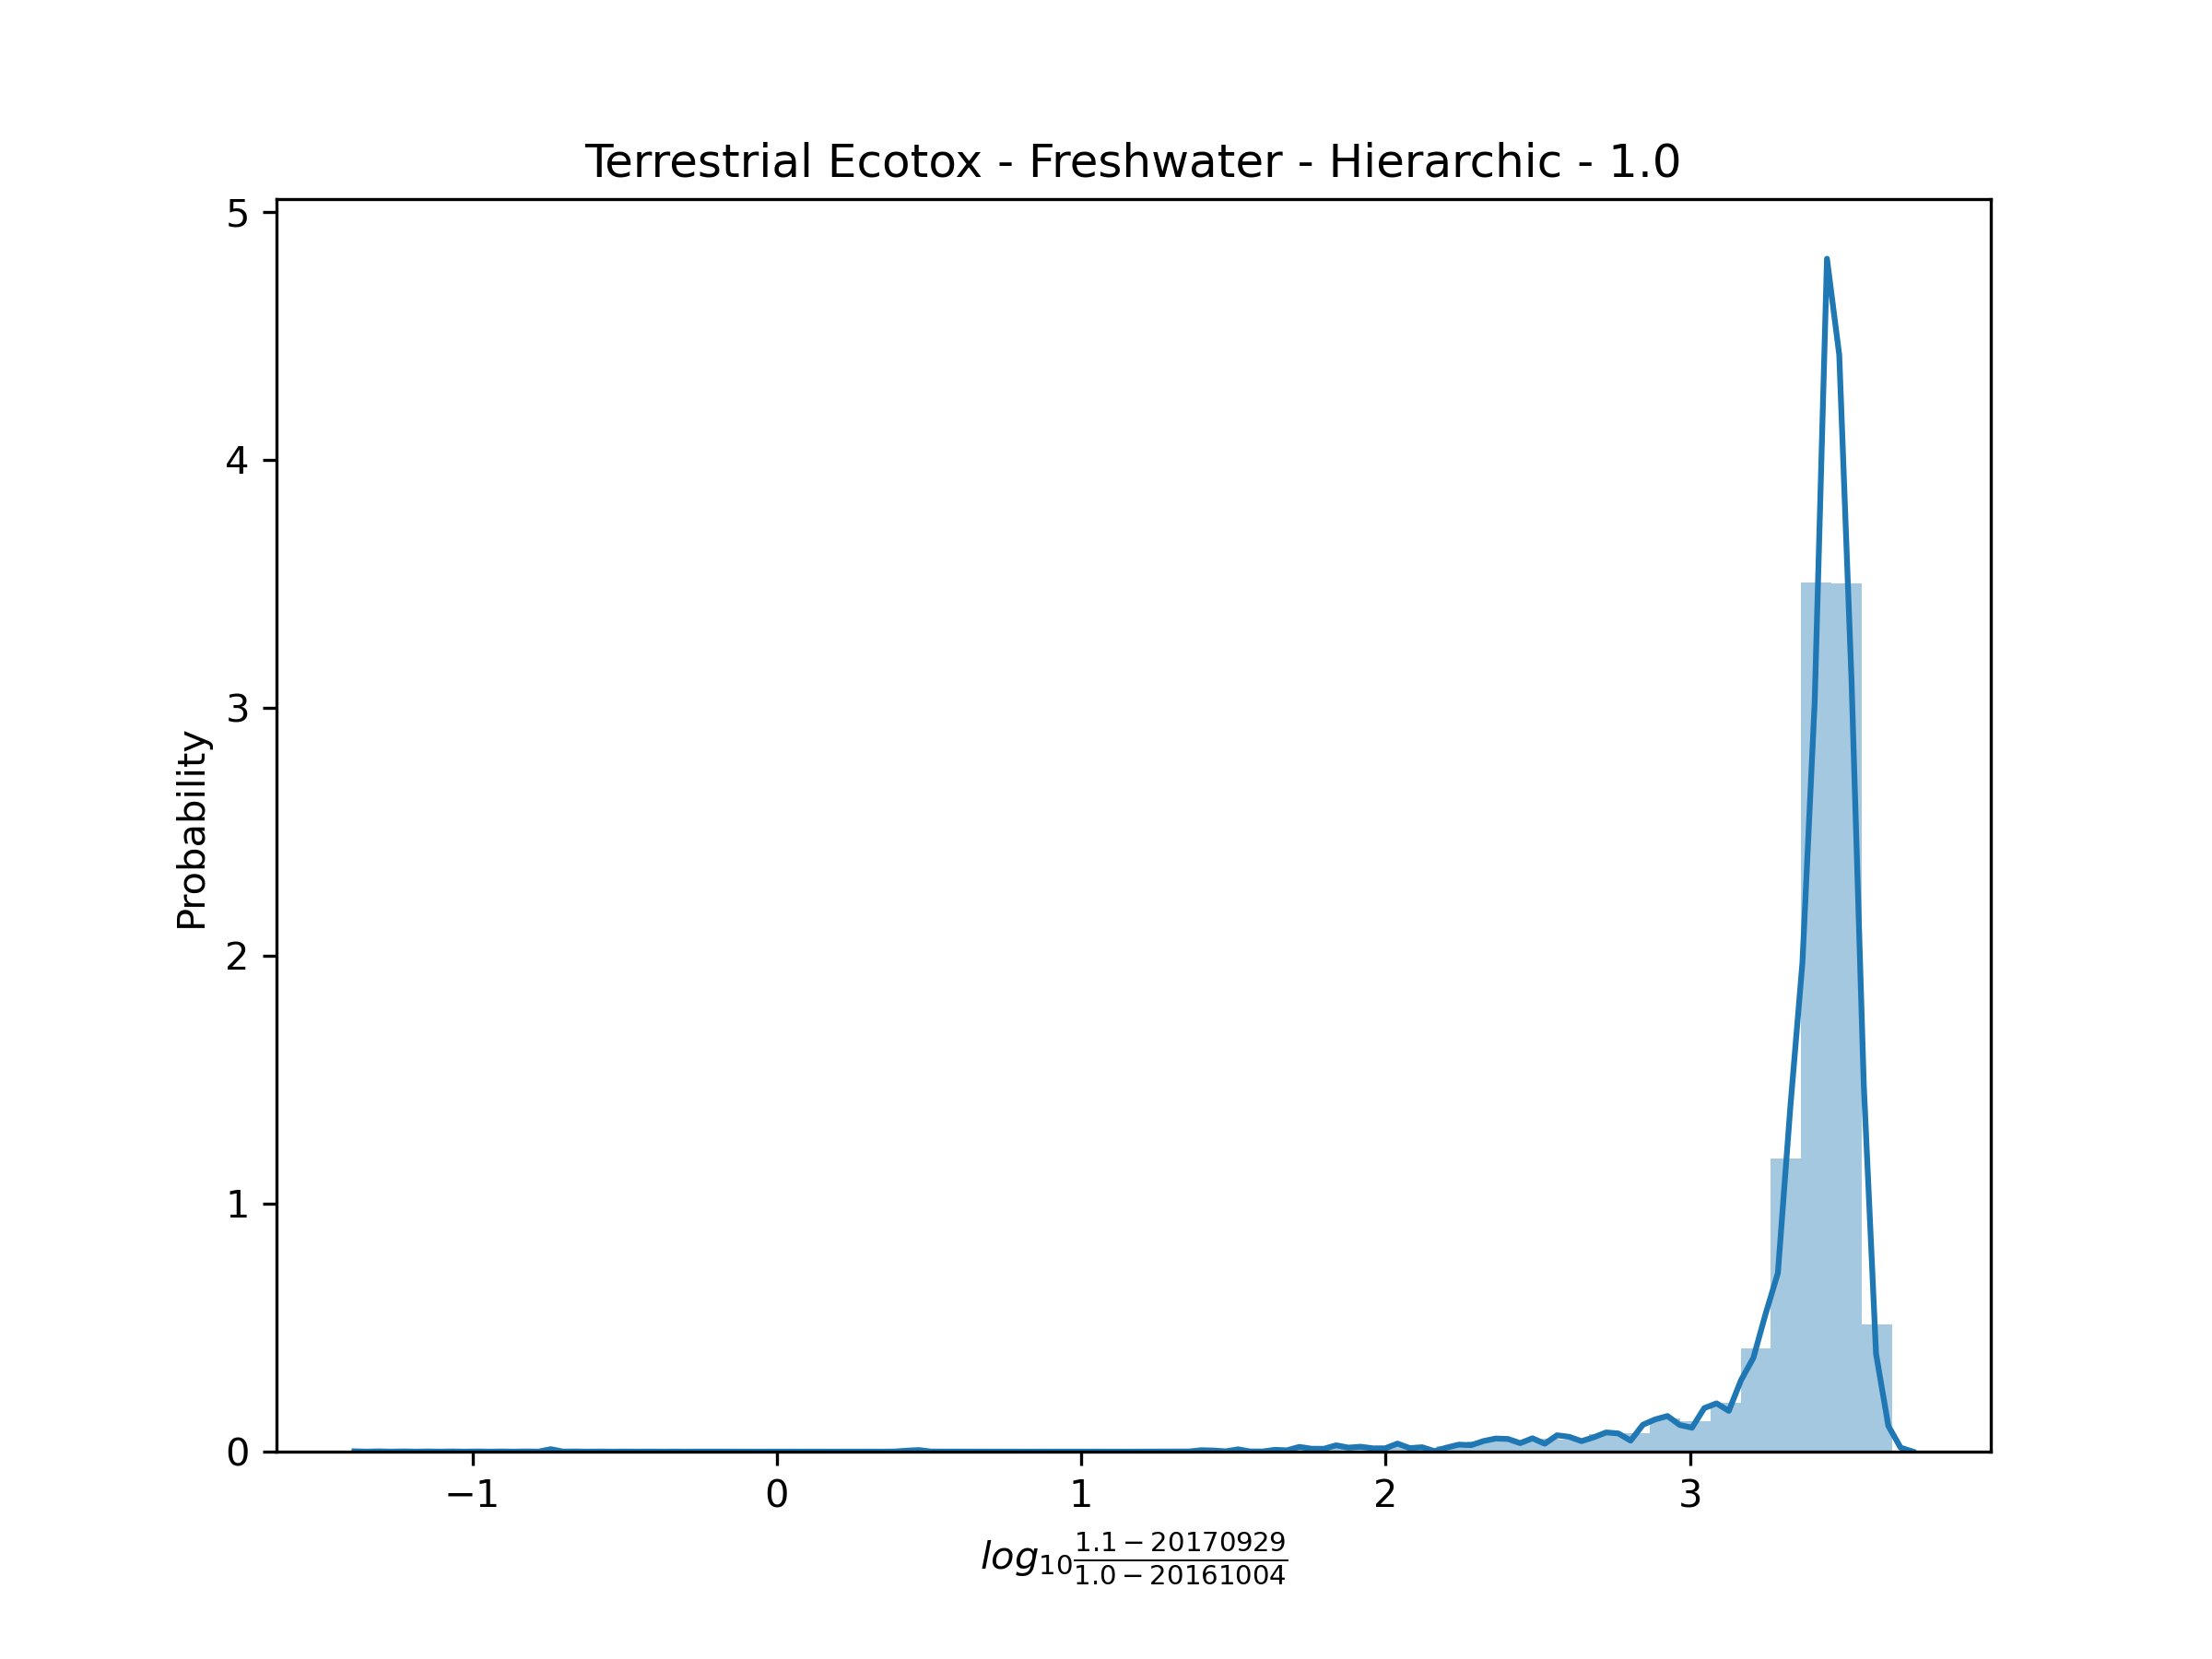 Terrestrial Ecotox - Freshwater - Hierarchic - 1.0
5
4
3
2
1
0
Probability
−1 0 1 2 3
log10 1.1−20170929
1.0−20161004